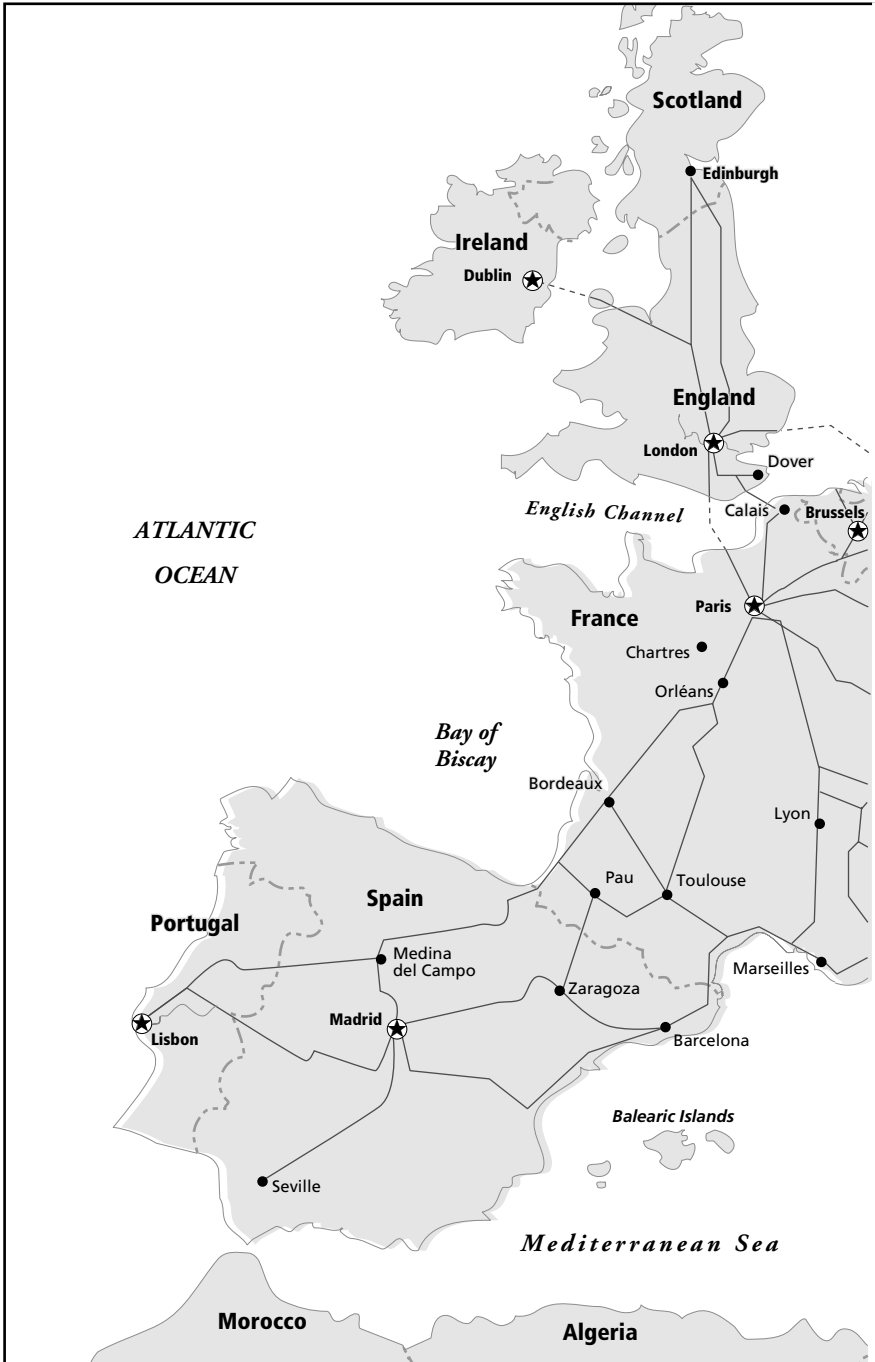 Scotland
Edinburgh
Ireland
Dublin
England
London
Dover
English Channel
Calais
Brussels
ATLANTIC
OCEAN
France
Paris
Chartres
Orléans
Bay of
Biscay
Bordeaux
Lyon
Pau
Toulouse
Spain
Portugal
Medina
del Campo
Marseilles
Zaragoza
Madrid
Lisbon
Barcelona
Balearic Islands
Seville
Mediterranean Sea
Morocco
Algeria